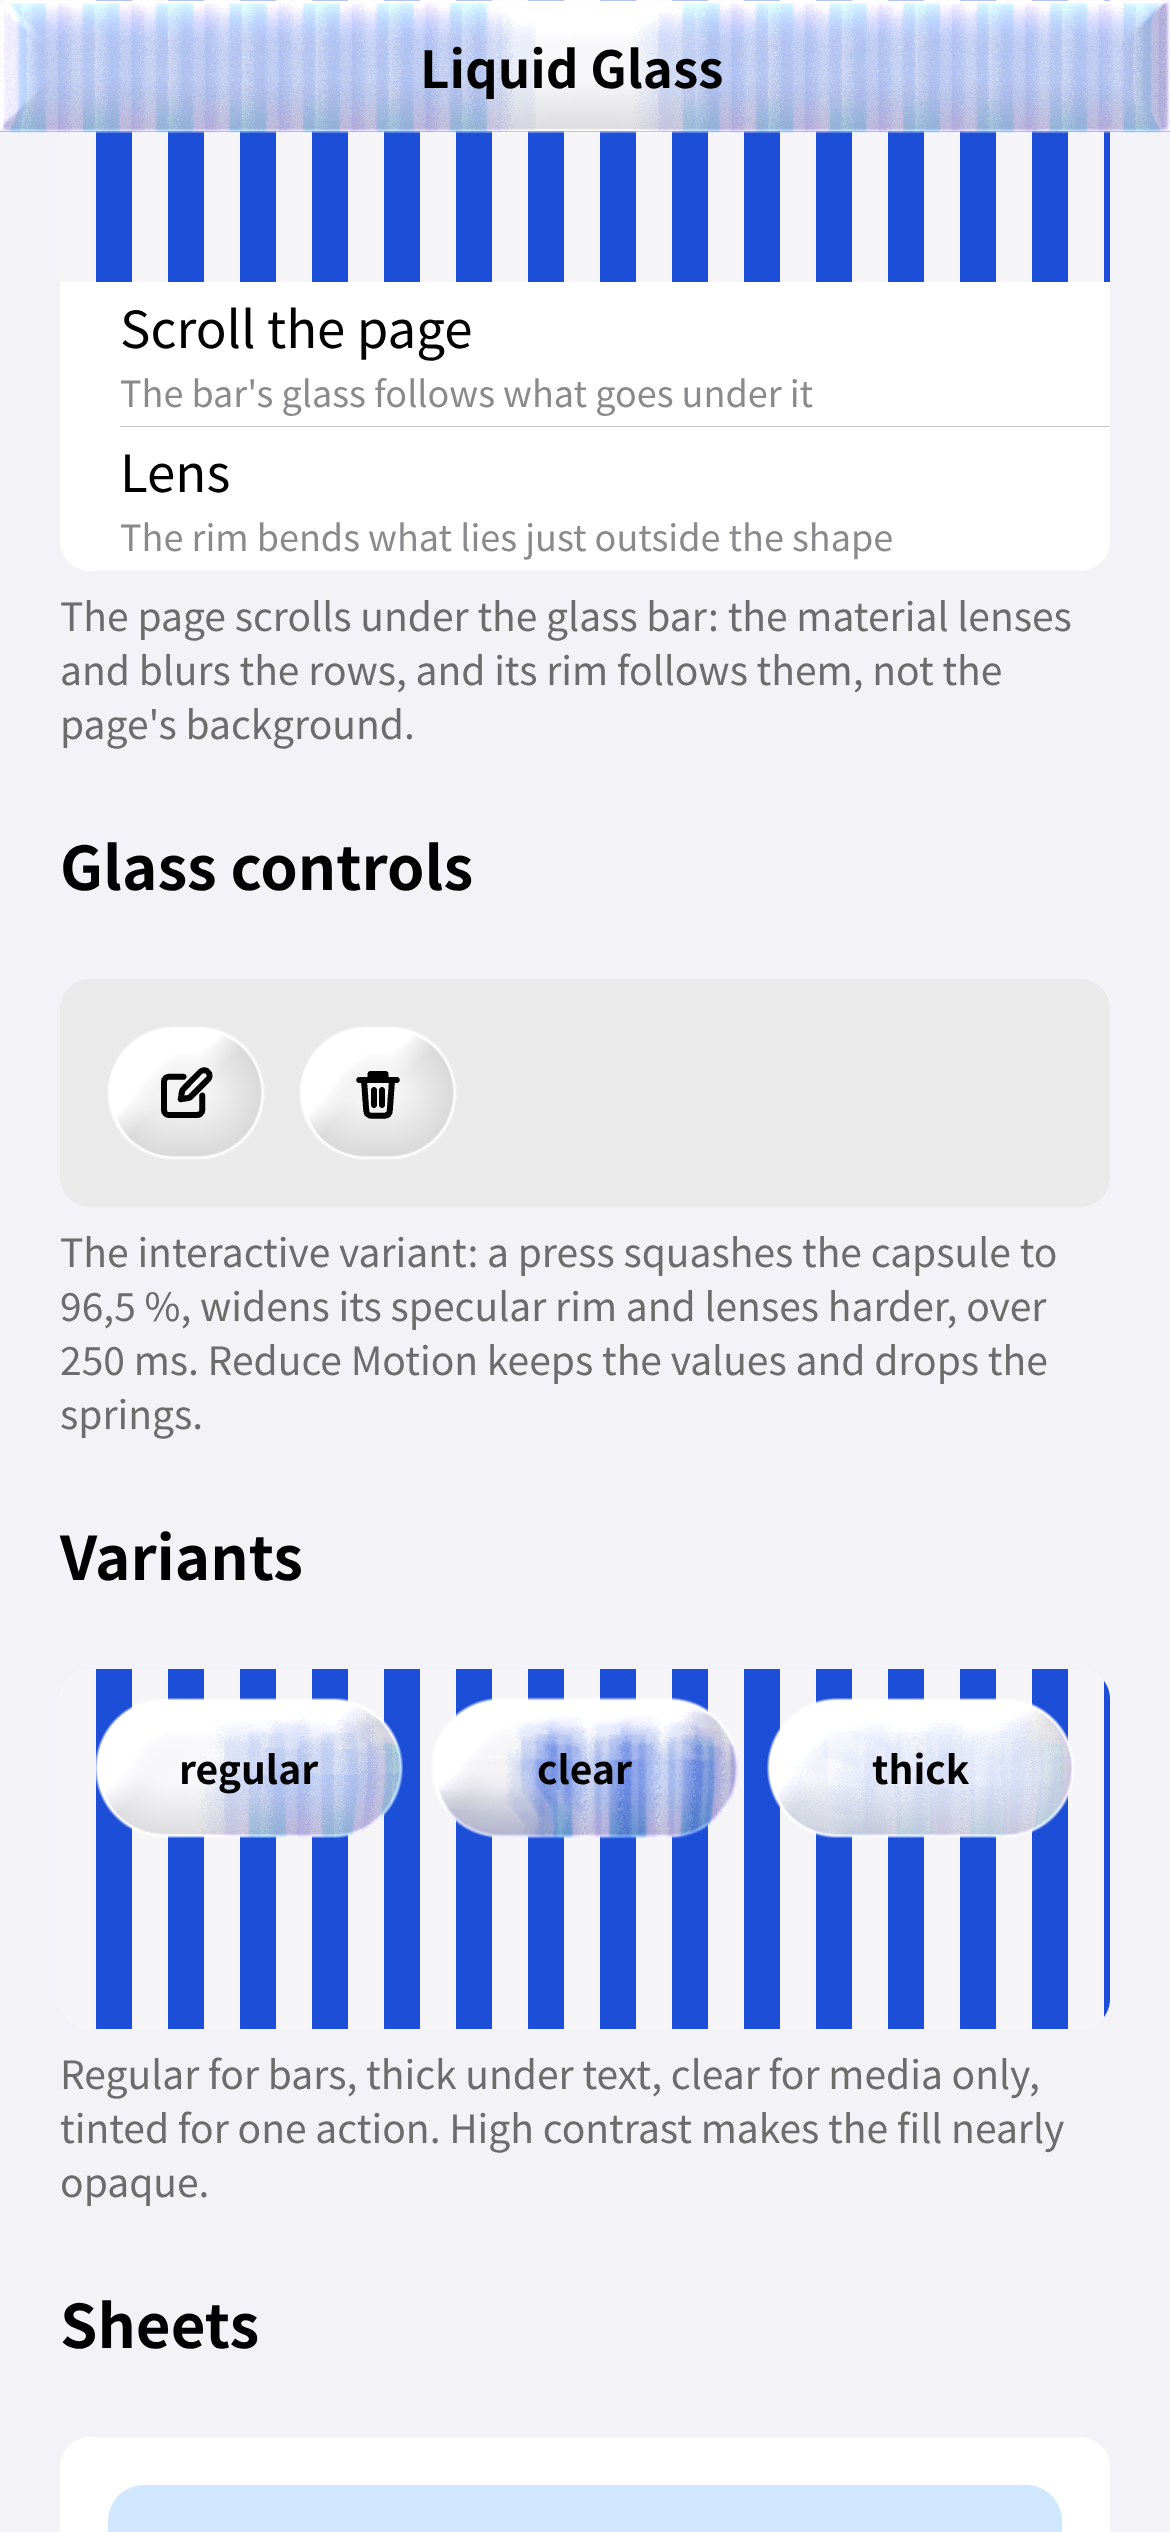 Liquid Glass
Scroll the page
The bar's glass follows what goes under it
Lens
The rim bends what lies just outside the shape
The page scrolls under the glass bar: the material lenses
and blurs the rows, and its rim follows them, not the
page's background.
Glass controls
The interactive variant: a press squashes the capsule to
96,5 %, widens its specular rim and lenses harder, over
250 ms. Reduce Motion keeps the values and drops the
springs.
Variants
regular
clear
thick
Regular for bars, thick under text, clear for media only,
tinted for one action. High contrast makes the fill nearly
opaque.
Sheets